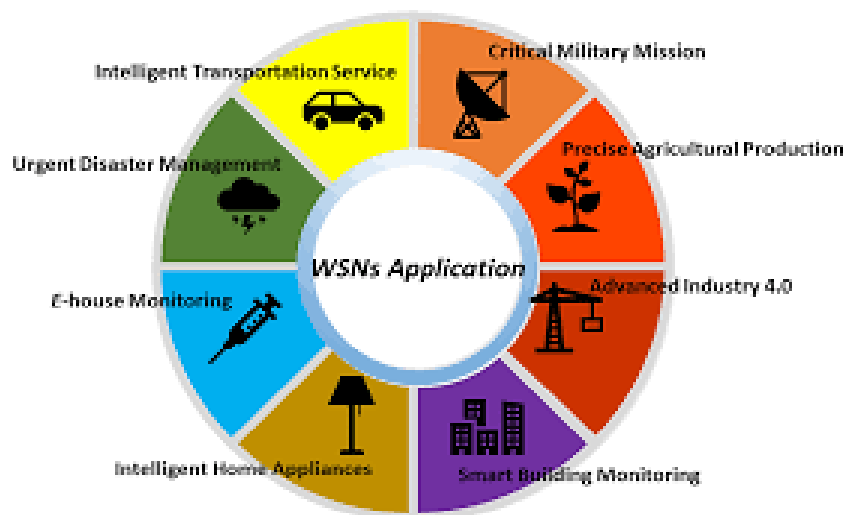 Critical Military Mission
Intelligent Transportation Service
Precise Agricultural Production
Urgent Disaster Management
WSNs Application
Advanced Industry 4.0
E-house Monitoring
Intelligent Home Appliances
Smart Building Monitoring